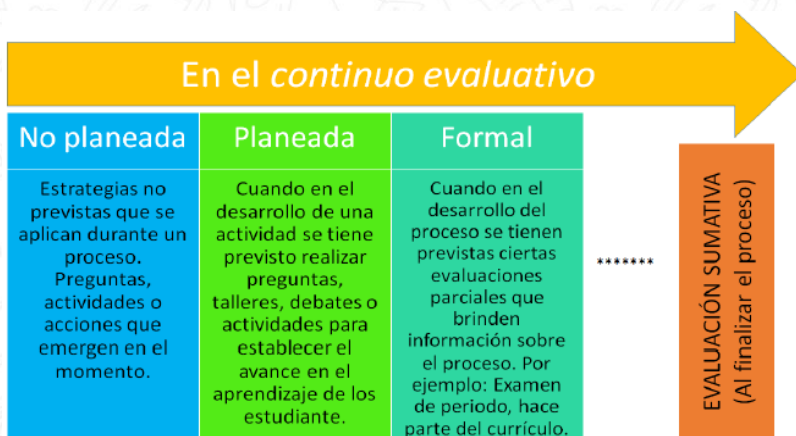 En el continuo evaluativo
No planeada
Estrategias no
previstas que se
aplican durante un
proceso.
Preguntas,
actividades o
acciones que
emergen en el
momento.
Planeada
Cuando en el
desarrollo de una
actividad se tiene
previsto realizar
preguntas,
talleres, debates o
actividades para
establecer el
avance en el
aprendizaje de los
estudiante.
Formal
Cuando en el
desarrollo del
proceso se tienen
previstas ciertas
evaluaciones
parciales que
brinden
información sobre
el proceso. Por
ejemplo: Examen
de periodo, hace
parte del currículo.
*******
EVALUACIÓN SUMATIVA
(Al finalizar el proceso)